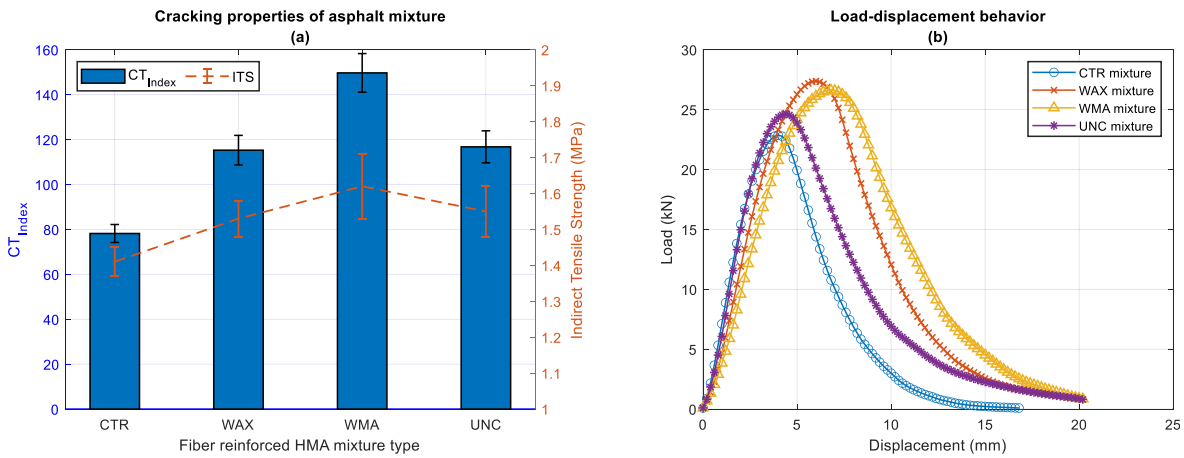 Cracking properties of asphalt mixture
(a)
160
140
120
100
80
60
40
20
0
CT_Index
CT_Index
ITS
2
1.9
1.8
1.7
1.6
1.5
1.4
1.3
1.2
1.1
1
Indirect Tensile Strength (MPa)
CTR WAX WMA UNC
Fiber reinforced HMA mixture type
Load-displacement behavior
(b)
30
25
20
15
10
5
0
Load (kN)
CTR mixture
WAX mixture
WMA mixture
UNC mixture
0 5 10 15 20 25
Displacement (mm)